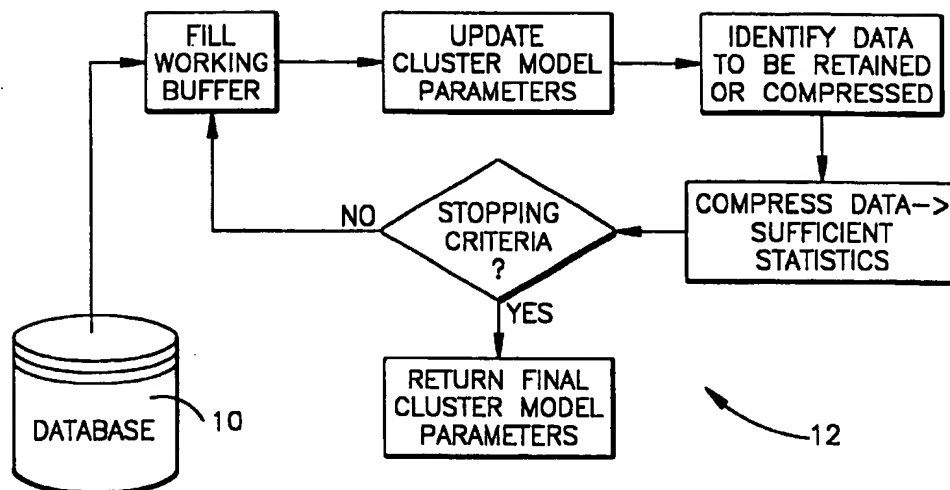 FILL
WORKING
BUFFER
UPDATE
CLUSTER MODEL
PARAMETERS
IDENTIFY DATA
TO BE RETAINED
OR COMPRESSED
COMPRESS DATA->
SUFFICIENT
STATISTICS
STOPPING
CRITERIA
?
NO
YES
RETURN FINAL
CLUSTER MODEL
PARAMETERS
DATABASE
10
12